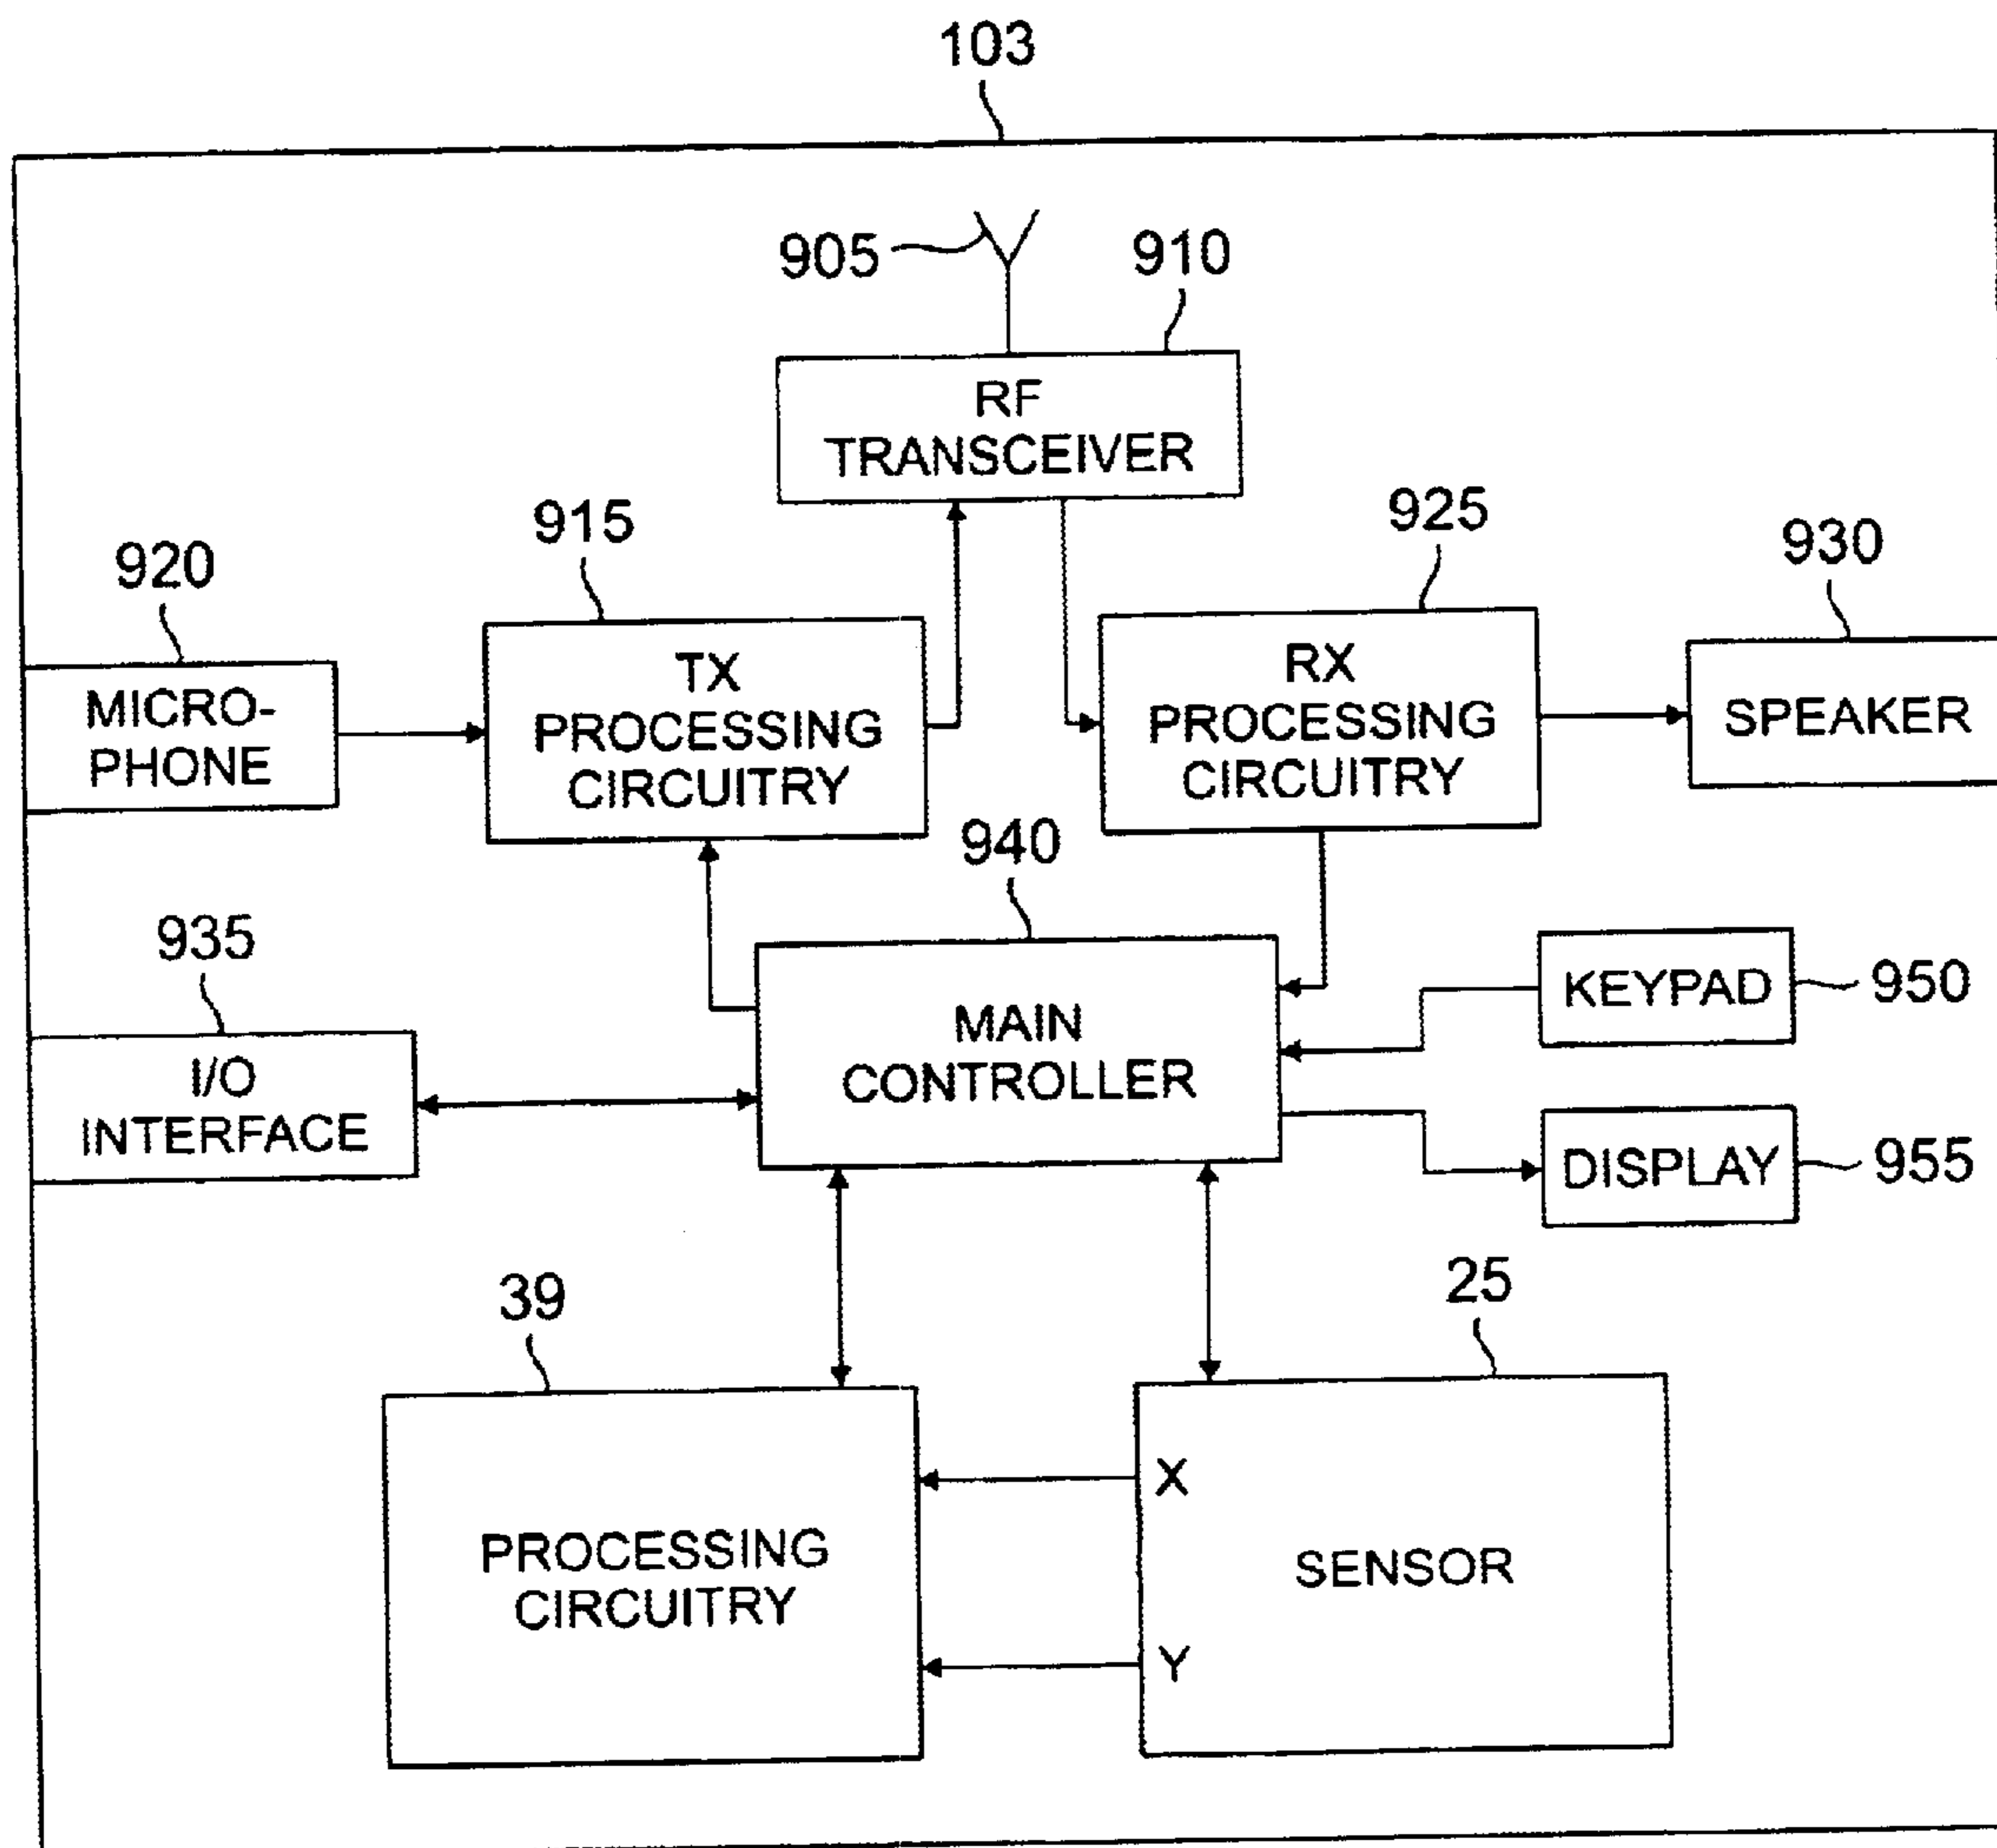 103
905
910
RF
TRANSCEIVER
915
925
920
930
MICRO-
PHONE
TX
PROCESSING
CIRCUITRY
RX
PROCESSING
CIRCUITRY
SPEAKER
940
935
I/O
INTERFACE
MAIN
CONTROLLER
KEYPAD
950
DISPLAY
955
39
25
PROCESSING
CIRCUITRY
X
SENSOR
Y